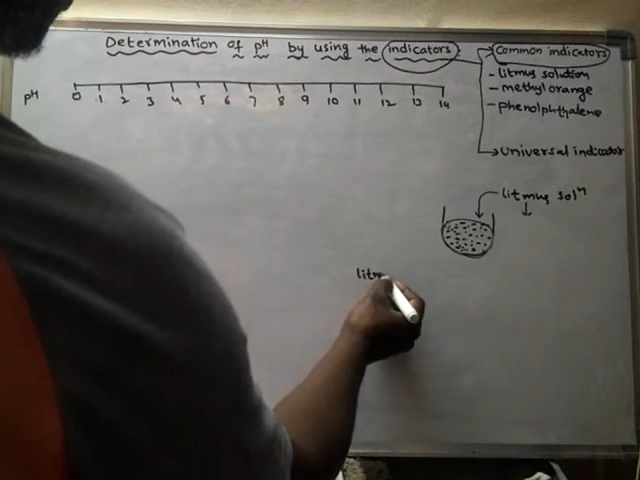 Determination of pH by using the indicators
Common indicators
- litmus solution
- methyl orange
- phenolphthalene
Universal indicator
pH 0 1 2 3 4 5 6 7 8 9 10 11 12 13 14
litmus solⁿ
litm